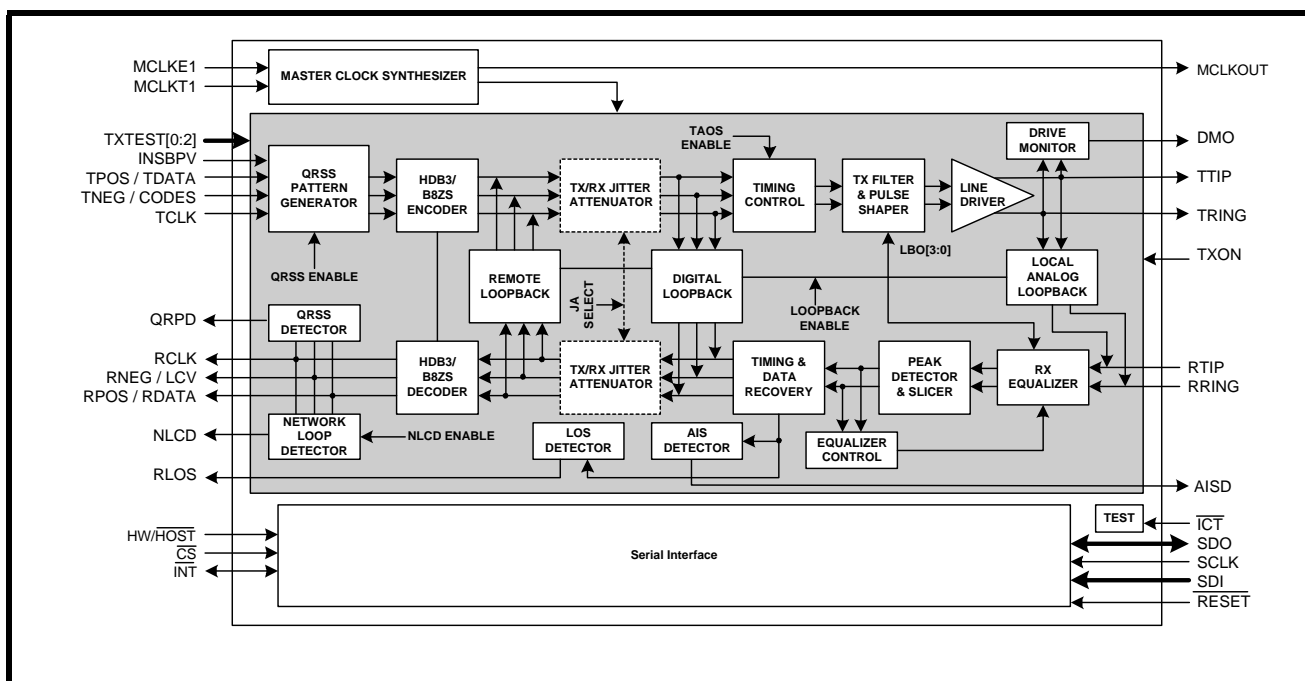 MCLKE1
MCLKT1
MASTER CLOCK SYNTHESIZER
MCLKOUT
TXTEST[0:2]
INSBPV
TPOS / TDATA
TNEG / CODES
TCLK
QRSS
PATTERN
GENERATOR
HDB3/
B8ZS
ENCODER
TX/RX JITTER
ATTENUATOR
TAOS
ENABLE
TIMING
CONTROL
TX FILTER
& PULSE
SHAPER
LINE
DRIVER
DRIVE
MONITOR
DMO
TTIP
TRING
TXON
QRSS ENABLE
REMOTE
LOOPBACK
JA
SELECT
DIGITAL
LOOPBACK
LOOPBACK
ENABLE
LBO[3:0]
LOCAL
ANALOG
LOOPBACK
QRPD
RCLK
RNEG / LCV
RPOS / RDATA
NLCD
RLOS
QRSS
DETECTOR
NETWORK
LOOP
DETECTOR
NLCD ENABLE
HDB3/
B8ZS
DECODER
TX/RX JITTER
ATTENUATOR
TIMING &
DATA
RECOVERY
PEAK
DETECTOR
& SLICER
RX
EQUALIZER
RTIP
RRING
LOS
DETECTOR
AIS
DETECTOR
EQUALIZER
CONTROL
AISD
HW/HOST
CS
INT
Serial Interface
TEST
ICT
SDO
SCLK
SDI
RESET